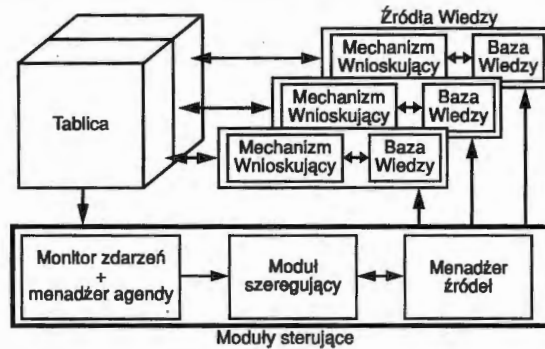 Źródła Wiedzy
Mechanizm
Wnioskujący
Baza
Wiedzy
Mechanizm
Wnioskujący
Baza
Wiedzy
Tablica
Mechanizm
Wnioskujący
Baza
Wiedzy
Monitor zdarzeń
+
menadżer agendy
Moduł
szeregujący
Menadżer
źródeł
Moduły sterujące